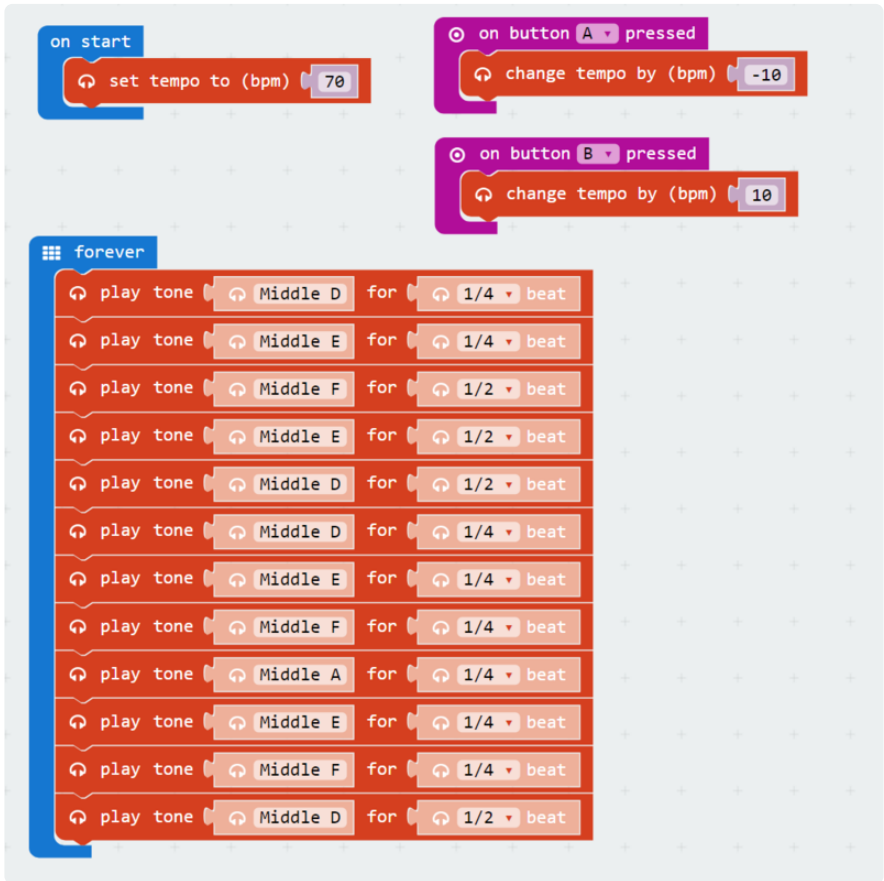 on start
set tempo to (bpm) 70
on button A pressed
change tempo by (bpm) -10
on button B pressed
change tempo by (bpm) 10
forever
play tone Middle D for 1/4 beat
play tone Middle E for 1/4 beat
play tone Middle F for 1/2 beat
play tone Middle E for 1/2 beat
play tone Middle D for 1/2 beat
play tone Middle D for 1/4 beat
play tone Middle E for 1/4 beat
play tone Middle F for 1/4 beat
play tone Middle A for 1/4 beat
play tone Middle E for 1/4 beat
play tone Middle F for 1/4 beat
play tone Middle D for 1/2 beat